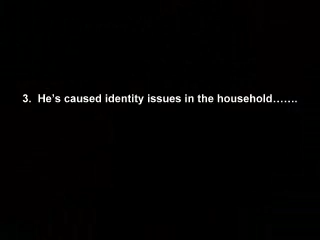 3.  He's caused identity issues in the household…….